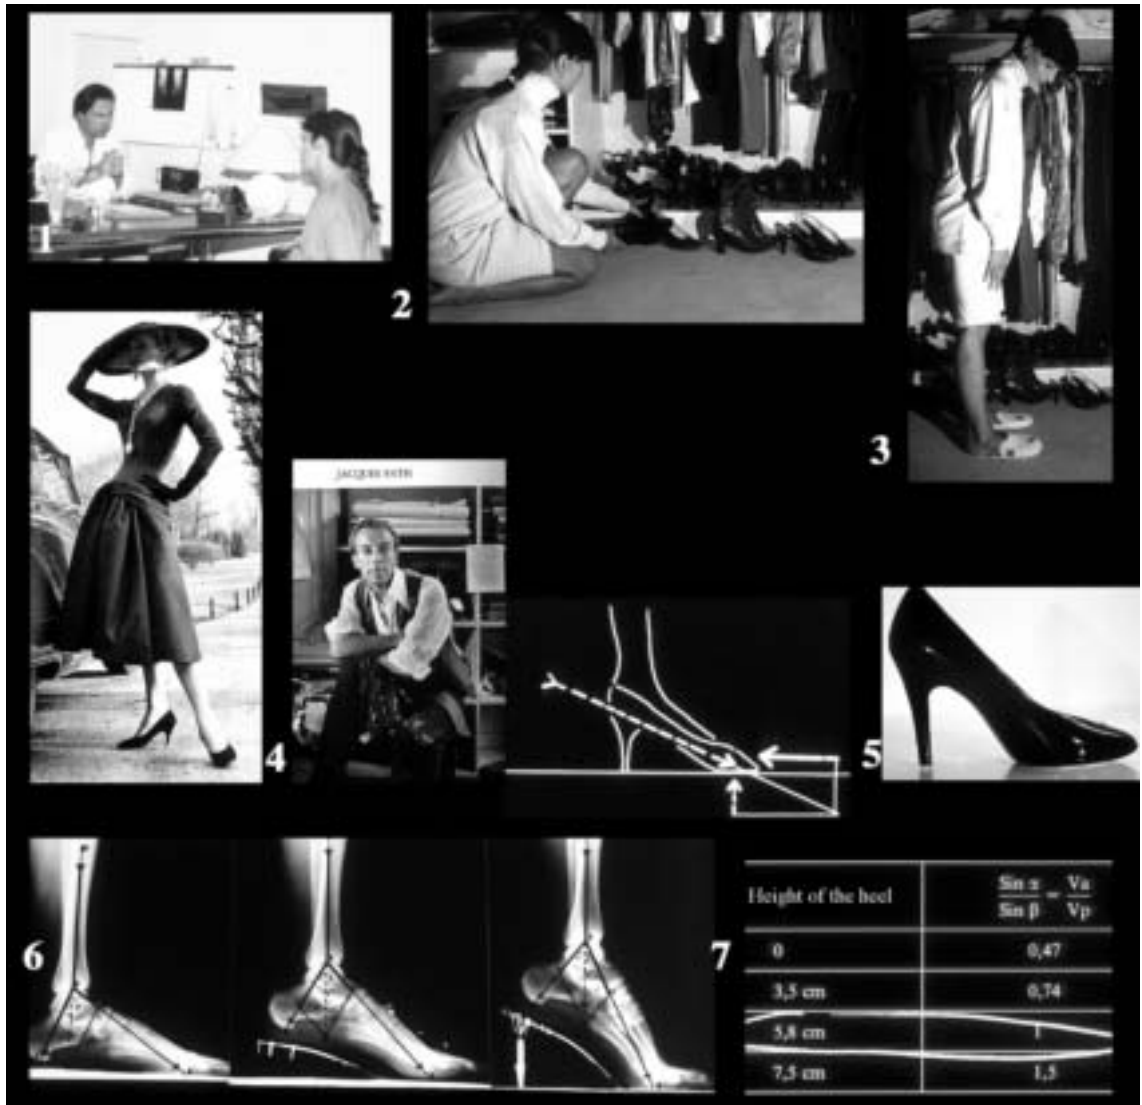 2
3
JACQUES FATH
4
5
6
7
Height of the heel
Sin α / Sin β = Va / Vp
0 0,47
3,5 cm 0,74
5,8 cm 1
7,5 cm 1,5